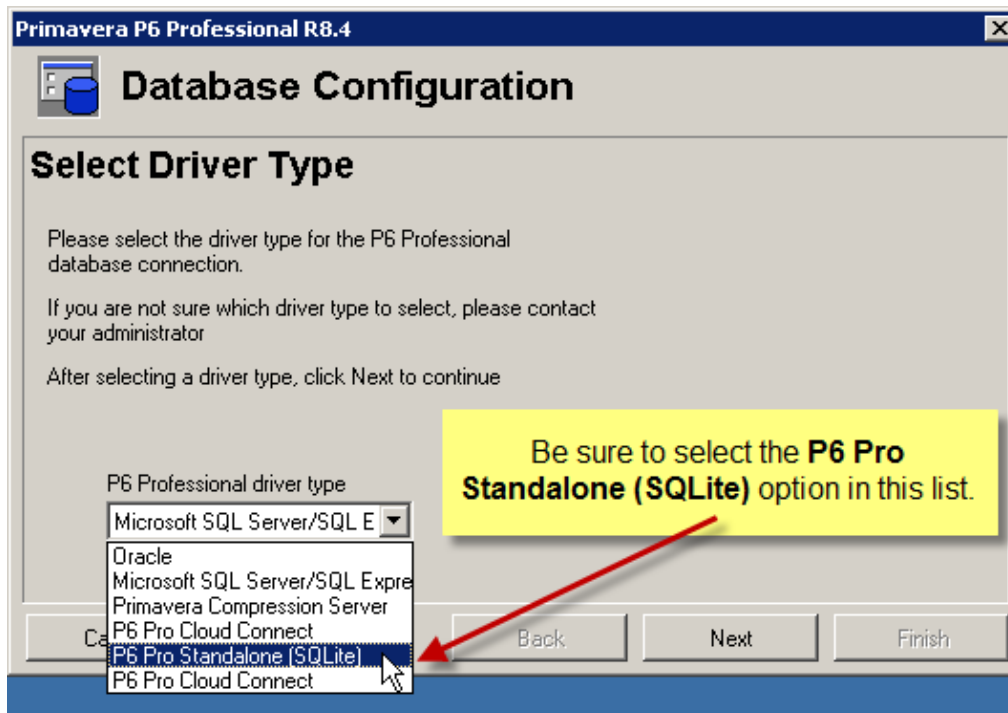 Primavera P6 Professional R8.4
Database Configuration
Select Driver Type
Please select the driver type for the P6 Professional
database connection.
If you are not sure which driver type to select, please contact
your administrator
After selecting a driver type, click Next to continue
Be sure to select the P6 Pro
Standalone (SQLite) option in this list.
P6 Professional driver type
Microsoft SQL Server/SQL E
Oracle
Microsoft SQL Server/SQL Expre
Primavera Compression Server
P6 Pro Cloud Connect
P6 Pro Standalone (SQLite)
P6 Pro Cloud Connect
Ca
Back
Next
Finish